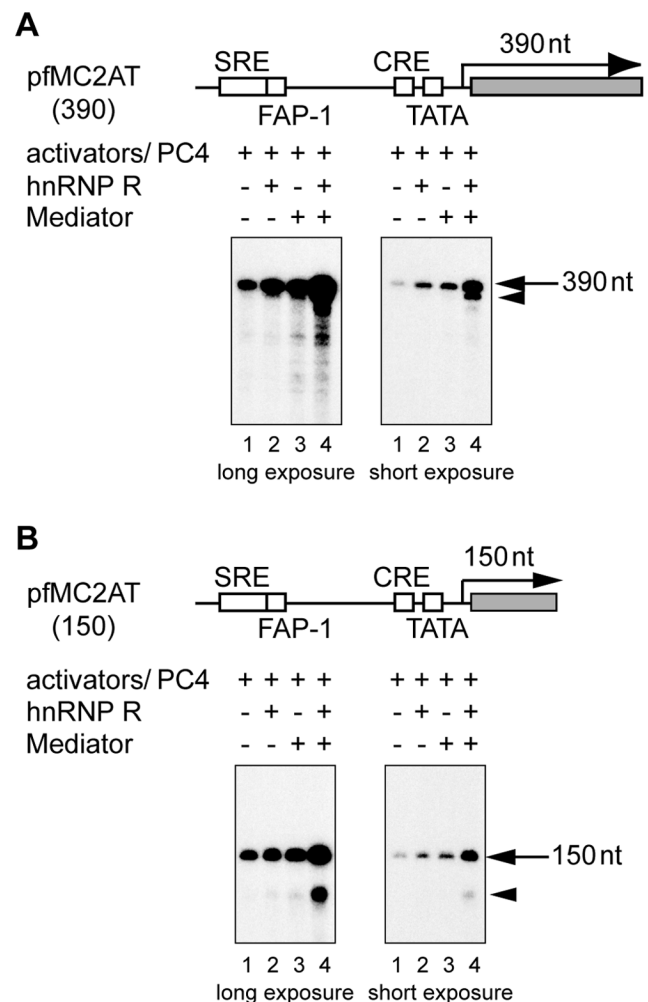 A
390 nt
SRE CRE
pfMC2AT
(390)
FAP-1 TATA
activators/ PC4 + + + + + + + +
hnRNP R - + - + - + - +
Mediator - - + + - - + +
390 nt
1 2 3 4 1 2 3 4
long exposure short exposure
B
150 nt
SRE CRE
pfMC2AT
(150)
FAP-1 TATA
activators/ PC4 + + + + + + + +
hnRNP R - + - + - + - +
Mediator - - + + - - + +
150 nt
1 2 3 4 1 2 3 4
long exposure short exposure